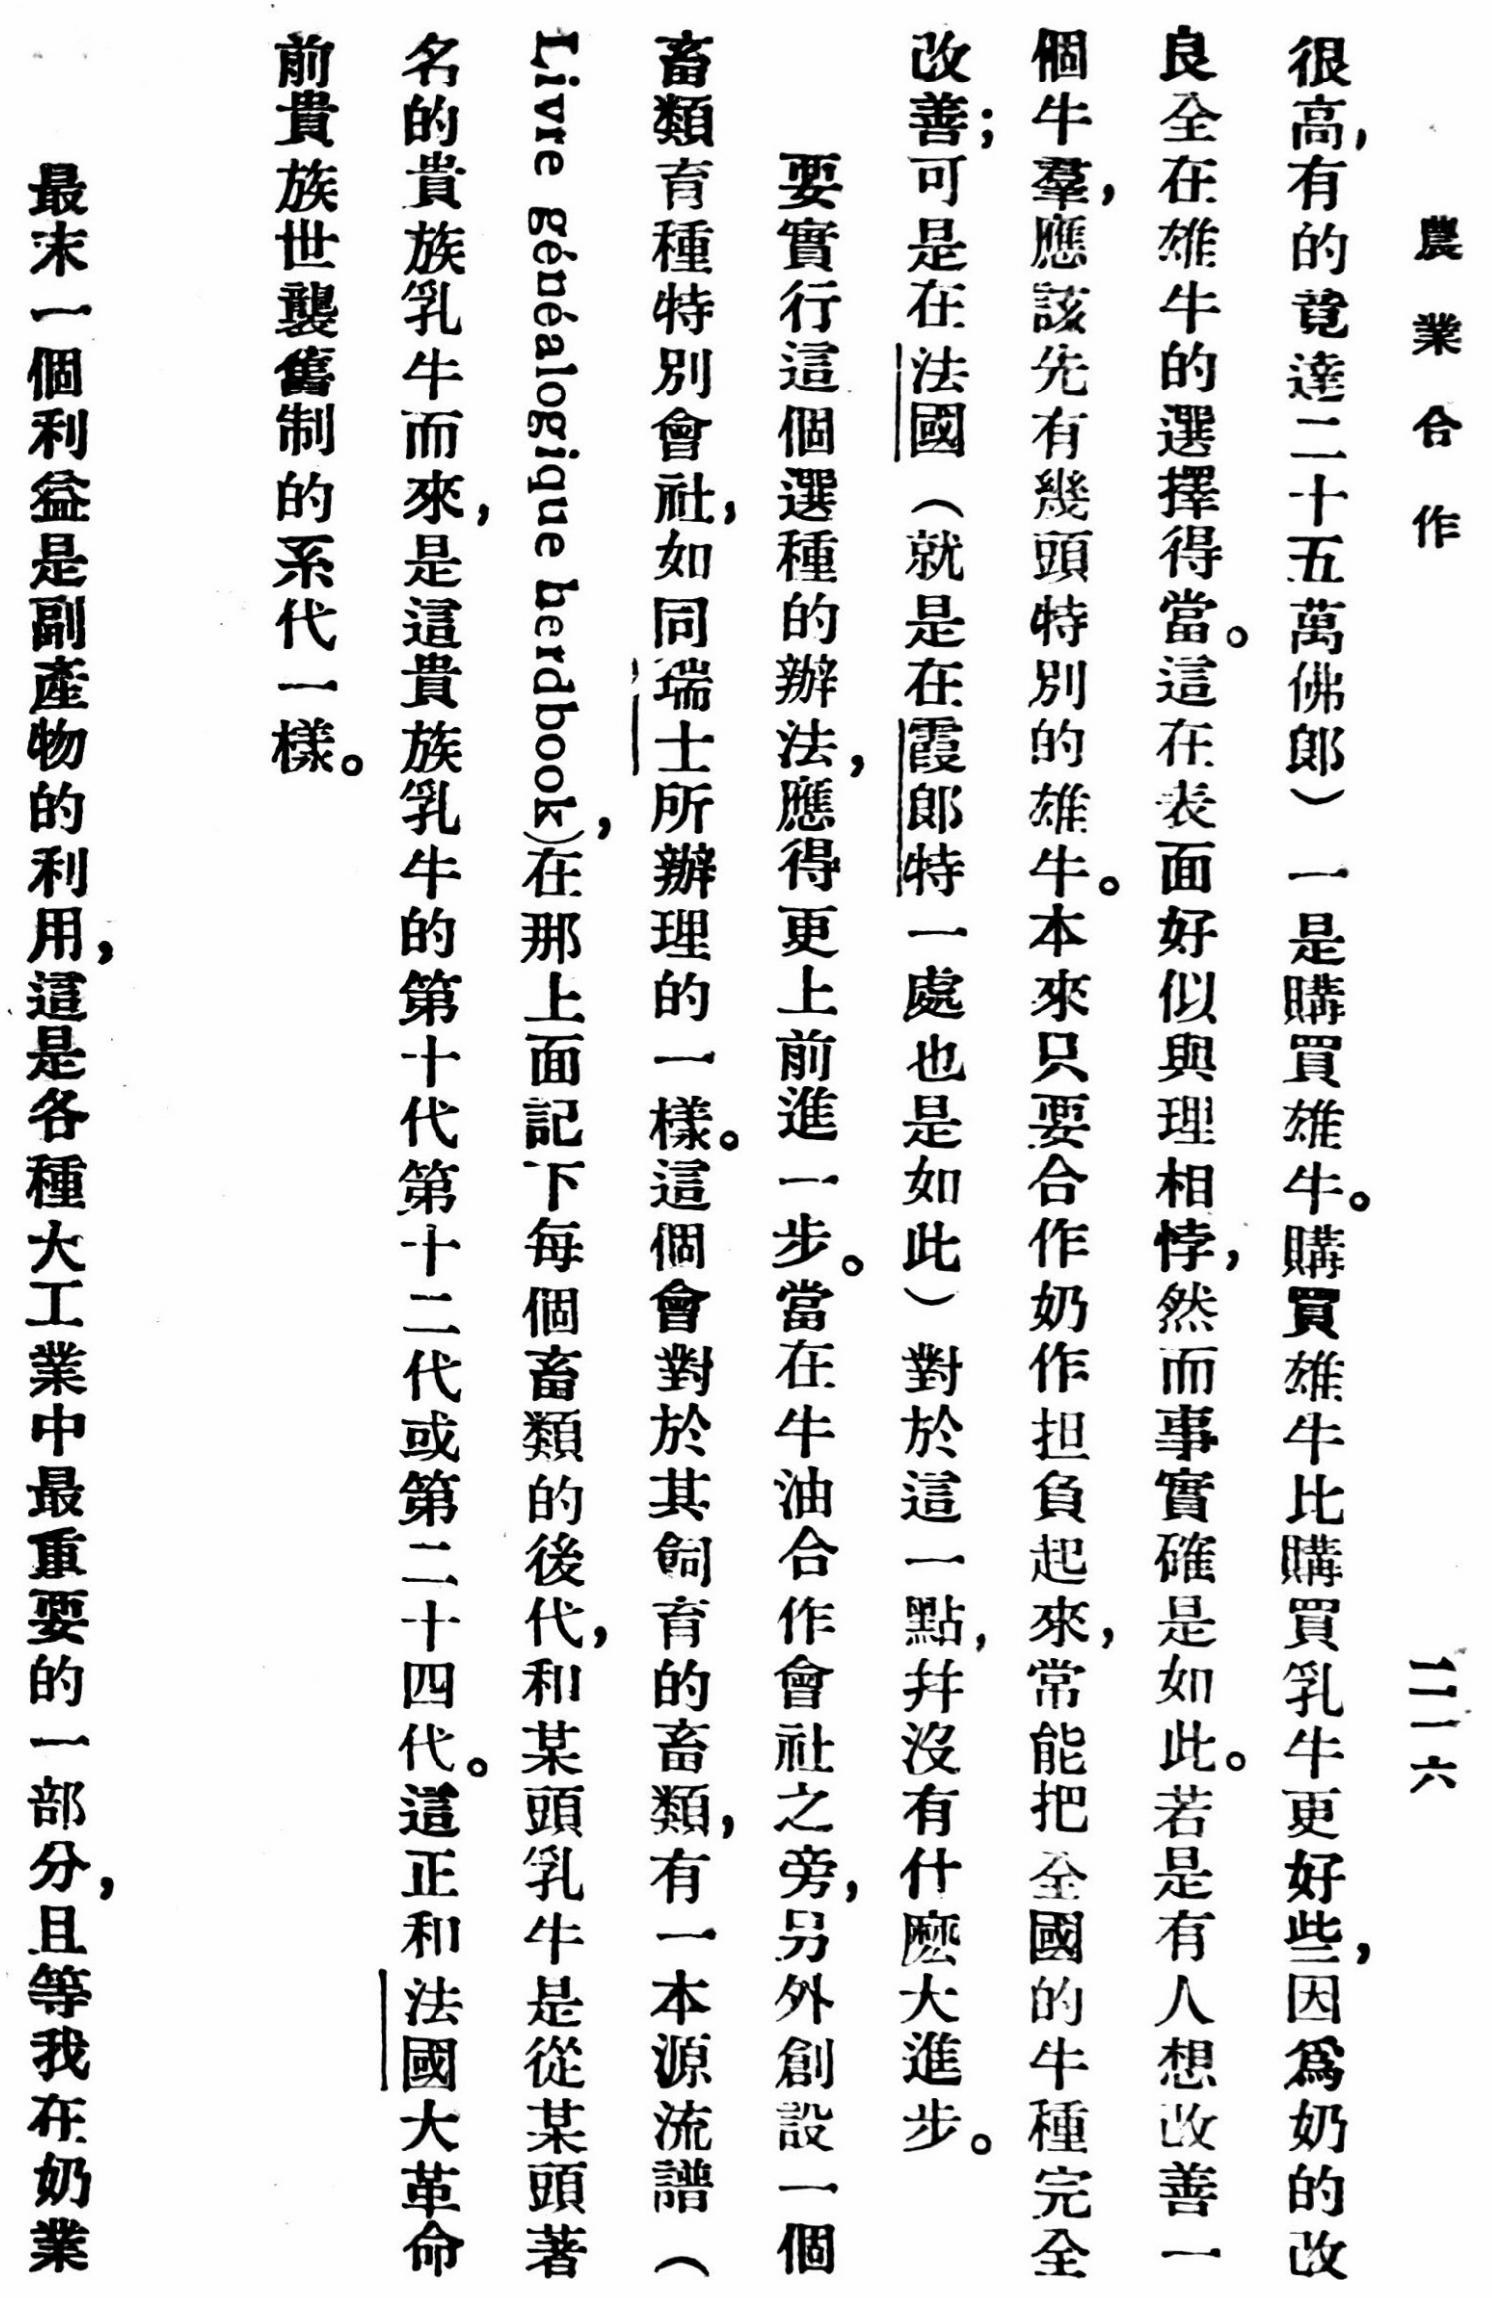 農業合作
二一六
很高，有的竟達二十五萬佛郎）一是購買雄牛。購買雄牛比購買乳牛更好些，因爲奶的改
良全在雄牛的選擇得當。這在表面好似與理相悖，然而事實確是如此。若是有人想改善一
個牛羣，應該先有幾頭特別的雄牛。本來只要合作奶作担負起來，常能把全國的牛種完全
改善；可是在法國（就是在霞郎特一處也是如此）對於這一點，幷沒有什麽大進步。
要實行這個選種的辦法，應得更上前進一步。當在牛油合作會社之旁，另外創設一個
畜類育種特別會社，如同瑞士所辦理的一樣。這個會對於其飼育的畜類，有一本源流譜（
Livre généalogique herdbook），在那上面記下每個畜類的後代，和某頭乳牛是從某頭著
名的貴族乳牛而來，是這貴族乳牛的第十代第十二代或第二十四代。這正和法國大革命
前貴族世襲舊制的系代一樣。
最末一個利益是副產物的利用，這是各種大工業中最重要的一部分，且等我在奶業